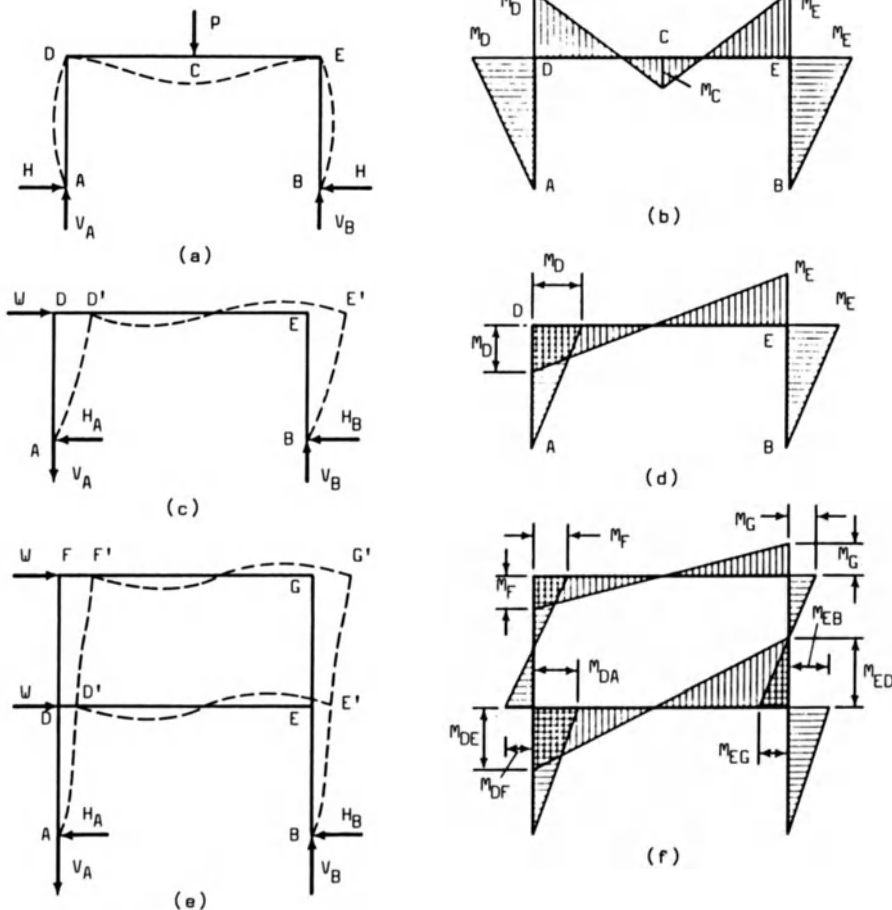 P
D
C
E
H
A
V_A
B
H
V_B
(a)
M_D
M_D
D
C
M_C
E
M_E
M_E
A
B
(b)
W
D
D'
E'
E
A
H_A
V_A
B
H_B
V_B
(c)
M_D
D
M_D
M_E
M_E
E
A
B
(d)
W
F
F'
G'
G
W
D
D'
E'
E
A
H_A
V_A
B
H_B
V_B
(e)
M_F
M_F
M_G
M_G
M_EB
M_DA
M_ED
M_DE
M_DF
M_EG
(f)